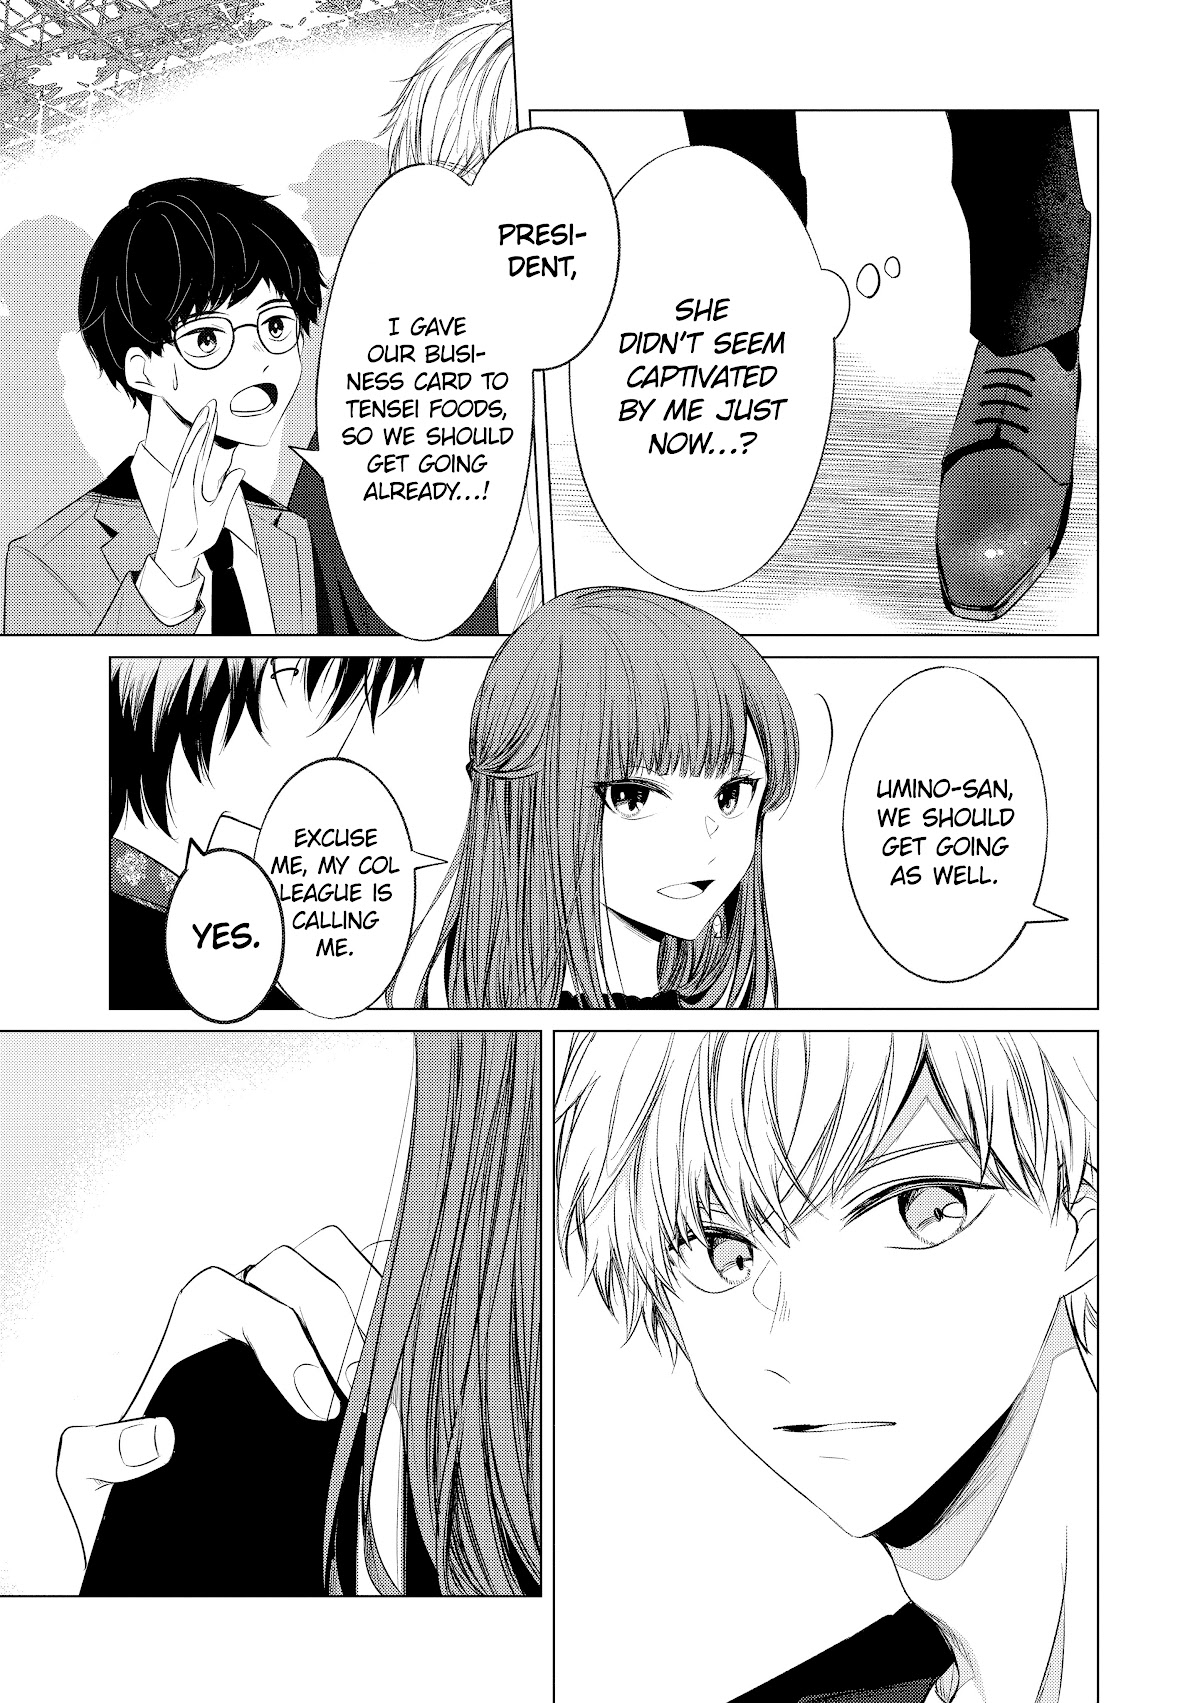 SHE
DIDN'T SEEM
CAPTIVATED
BY ME JUST
NOW...?
PRESI-
DENT,
I GAVE
OUR BUSI-
NESS CARD TO
TENSEI FOODS,
SO WE SHOULD
GET GOING
ALREADY...!
UMINO-SAN,
WE SHOULD
GET GOING
AS WELL.
EXCUSE
ME, MY COL
LEAGUE IS
CALLING
ME.
YES.